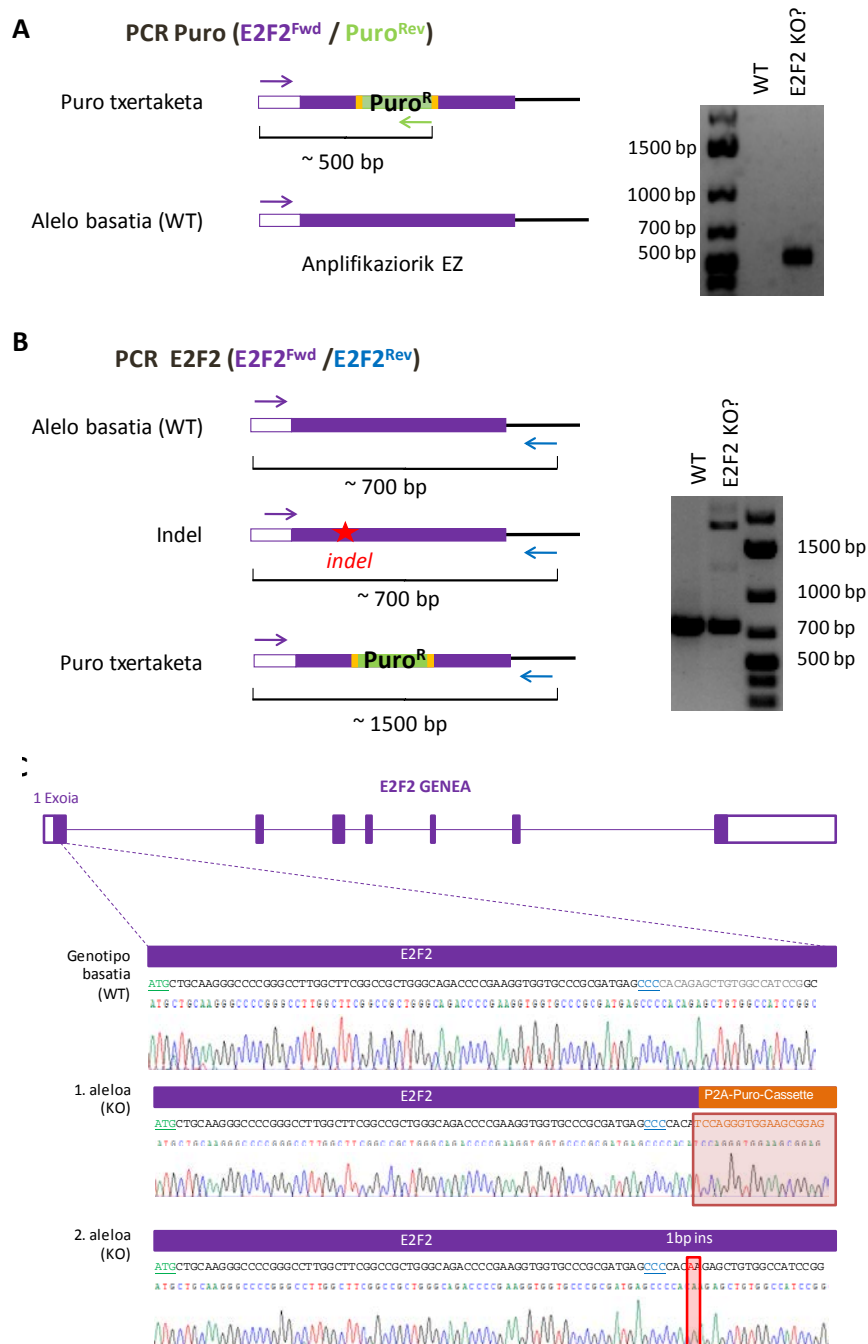 A
PCR Puro (E2F2Fwd / PuroRev)
WT
E2F2 KO?
Puro txertaketa
PuroR
~ 500 bp
Alelo basatia (WT)
Anplifikaziorik EZ
1500 bp
1000 bp
700 bp
500 bp
B
PCR E2F2 (E2F2Fwd /E2F2Rev)
WT
E2F2 KO?
Alelo basatia (WT)
~ 700 bp
Indel
indel
~ 700 bp
Puro txertaketa
PuroR
~ 1500 bp
1500 bp
1000 bp
700 bp
500 bp
E2F2 GENEA
1 Exoia
E2F2
Genotipo
basatia
(WT)
ATGCTGCAAGGGCCCCGGGCCTTGGCTTCGGCCGCTGGGCAGACCCCGAAGGTGGTGCCCGCGATGAGCCCCACAGAGCTGTGGCCATCCGGC
ATGCTGCAAGGGCCCCGGGCCTTGGCTTCGGCCGCTGGGCAGACCCCGAAGGTGGTGCCCGCGATGAGCCCCACAGAGCTGTGGCCATCCGGC
1. aleloa
(KO)
E2F2
P2A-Puro-Cassette
ATGCTGCAAGGGCCCCGGGCCTTGGCTTCGGCCGCTGGGCAGACCCCGAAGGTGGTGCCCGCGATGAGCCCCACATCCAGGGTGGAAGCGGAG
ATGCTGCAAGGGCCCCGGGCCTTGGCTTCGGCCGCTGGGCAGACCCCGAAGGTGGTGCCCGCGATGAGCCCCACATCCAGGGTGGAAGCGGAG
2. aleloa
(KO)
E2F2
1bp ins
ATGCTGCAAGGGCCCCGGGCCTTGGCTTCGGCCGCTGGGCAGACCCCGAAGGTGGTGCCCGCGATGAGCCCCACAAGAGCTGTGGCCATCCGG
ATGCTGCAAGGGCCCCGGGCCTTGGCTTCGGCCGCTGGGCAGACCCCGAAGGTGGTGCCCGCGATGAGCCCCACAAGAGCTGTGGCCATCCGG